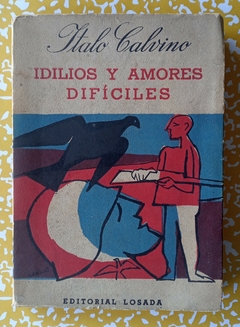 Italo Calvino
IDILIOS Y AMORES
DIFÍCILES
EDITORIAL LOSADA